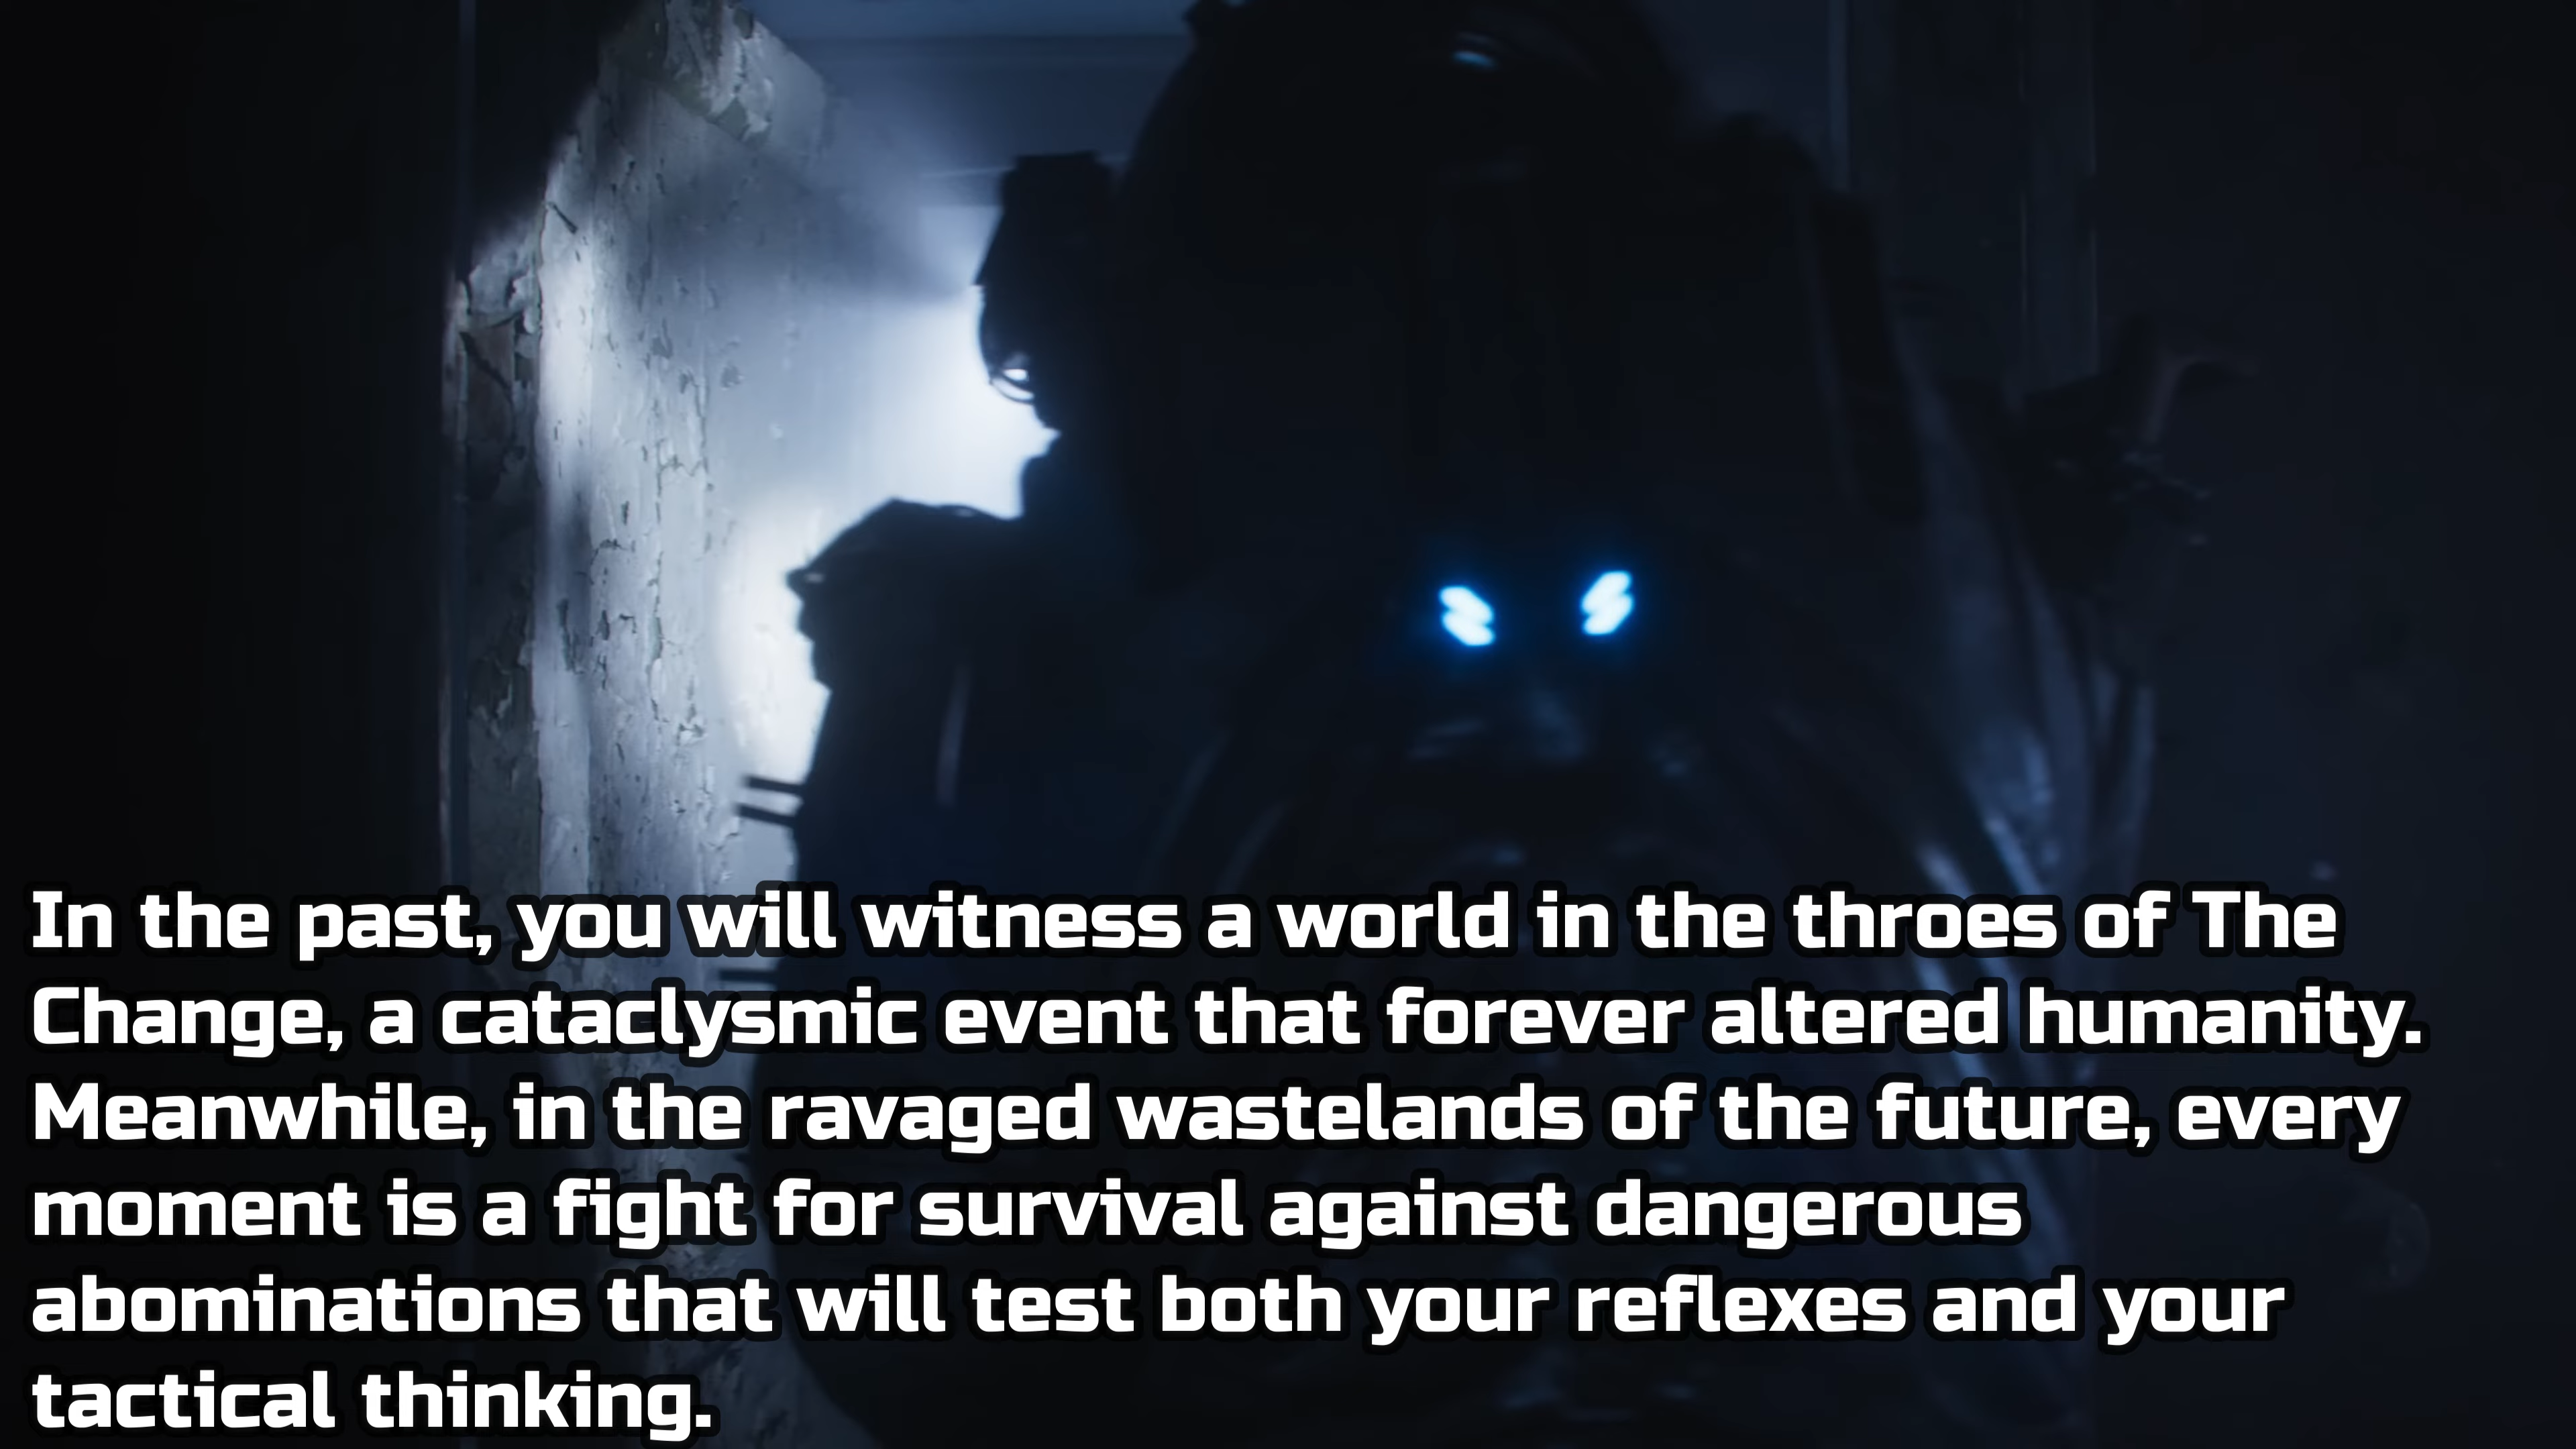 In the past, you will witness a world in the throes of The
Change, a cataclysmic event that forever altered humanity.
Meanwhile, in the ravaged wastelands of the future, every
moment is a fight for survival against dangerous
abominations that will test both your reflexes and your
tactical thinking.